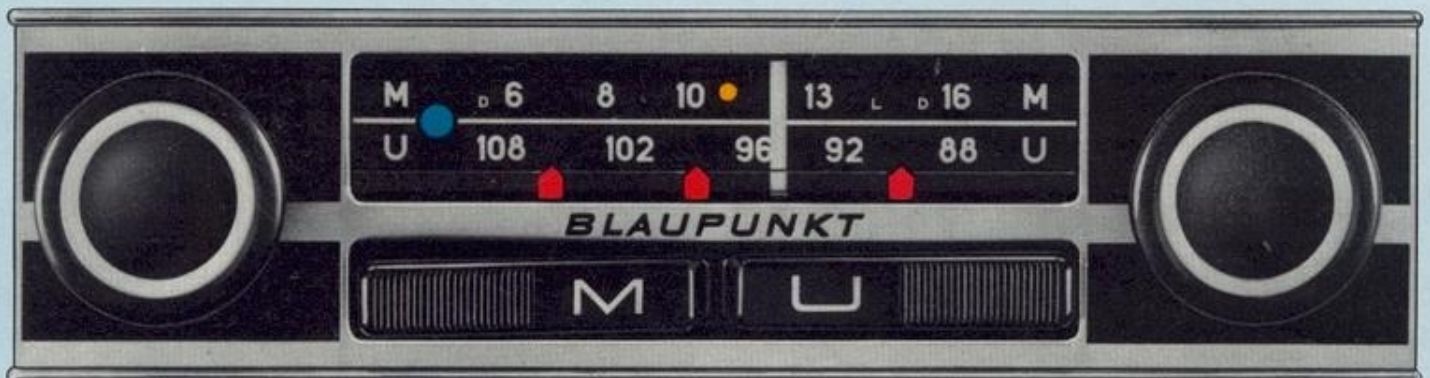 M D 6 8 10 13 L D 16 M
U 108 102 96 92 88 U
BLAUPUNKT
M U